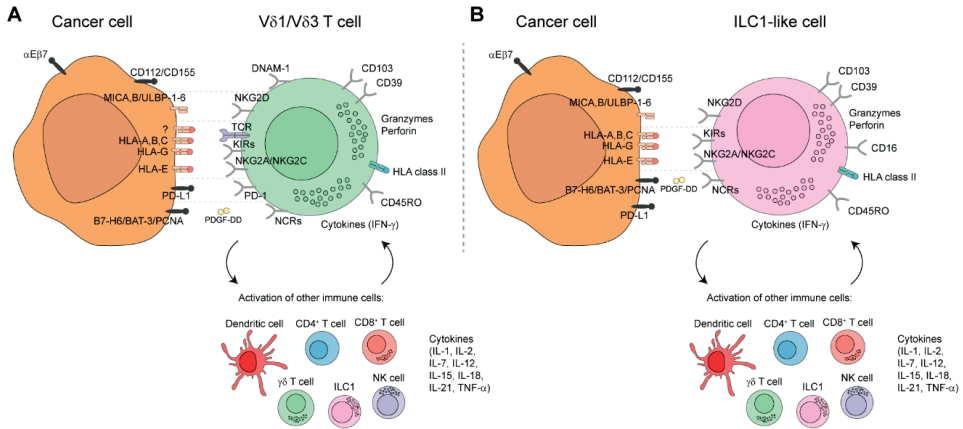 A
Cancer cell
Vδ1/Vδ3 T cell
αEβ7
CD112/CD155
MICA,B/ULBP-1-6
?
HLA-A,B,C
HLA-G
HLA-E
PD-L1
B7-H6/BAT-3/PCNA
PDGF-DD
DNAM-1
NKG2D
TCR
KIRs
NKG2A/NKG2C
PD-1
NCRs
CD103
CD39
Granzymes
Perforin
HLA class II
CD45RO
Cytokines (IFN-γ)
Activation of other immune cells:
Dendritic cell
CD4⁺ T cell
CD8⁺ T cell
γδ T cell
ILC1
NK cell
Cytokines
(IL-1, IL-2,
IL-7, IL-12,
IL-15, IL-18,
IL-21, TNF-α)
B
Cancer cell
ILC1-like cell
αEβ7
CD112/CD155
MICA,B/ULBP-1-6
HLA-A,B,C
HLA-G
HLA-E
B7-H6/BAT-3/PCNA
PD-L1
PDGF-DD
NKG2D
KIRs
NKG2A/NKG2C
NCRs
CD103
CD39
Granzymes
Perforin
CD16
HLA class II
CD45RO
Cytokines (IFN-γ)
Activation of other immune cells:
Dendritic cell
CD4⁺ T cell
CD8⁺ T cell
γδ T cell
ILC1
NK cell
Cytokines
(IL-1, IL-2,
IL-7, IL-12,
IL-15, IL-18,
IL-21, TNF-α)